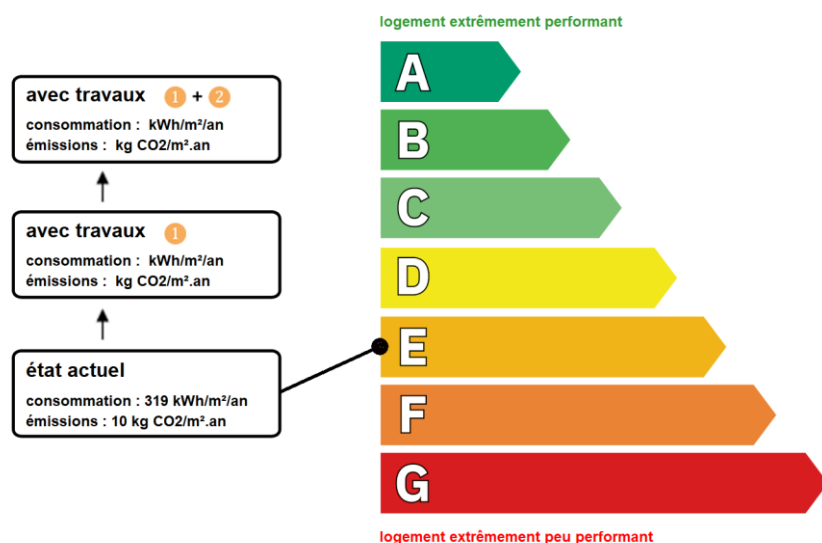 logement extrêmement performant
avec travaux 1 + 2
consommation : kWh/m²/an
émissions : kg CO2/m².an
avec travaux 1
consommation : kWh/m²/an
émissions : kg CO2/m².an
état actuel
consommation : 319 kWh/m²/an
émissions : 10 kg CO2/m².an
A
B
C
D
E
F
G
logement extrêmement peu performant